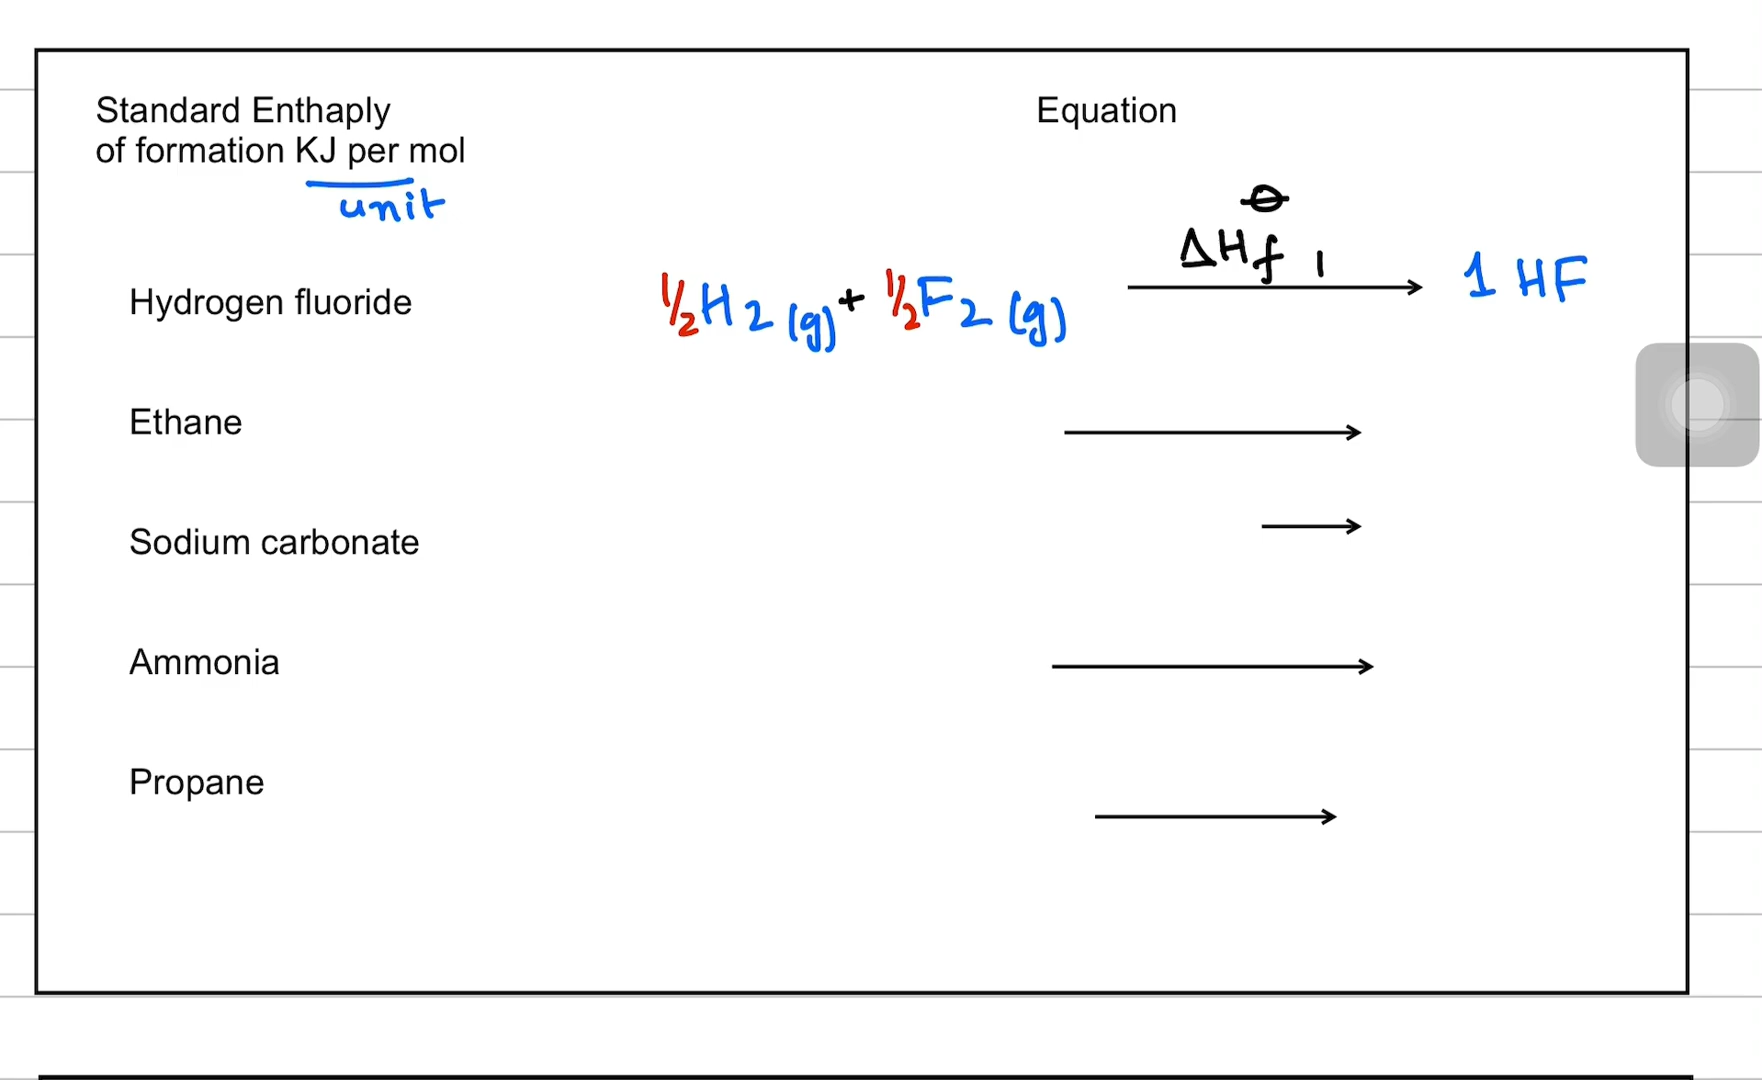 Standard Enthaply
of formation KJ per mol
unit
Equation
Hydrogen fluoride
½H2 (g) + ½F2 (g)
ΔHf⦵ 1
1 HF
Ethane
Sodium carbonate
Ammonia
Propane